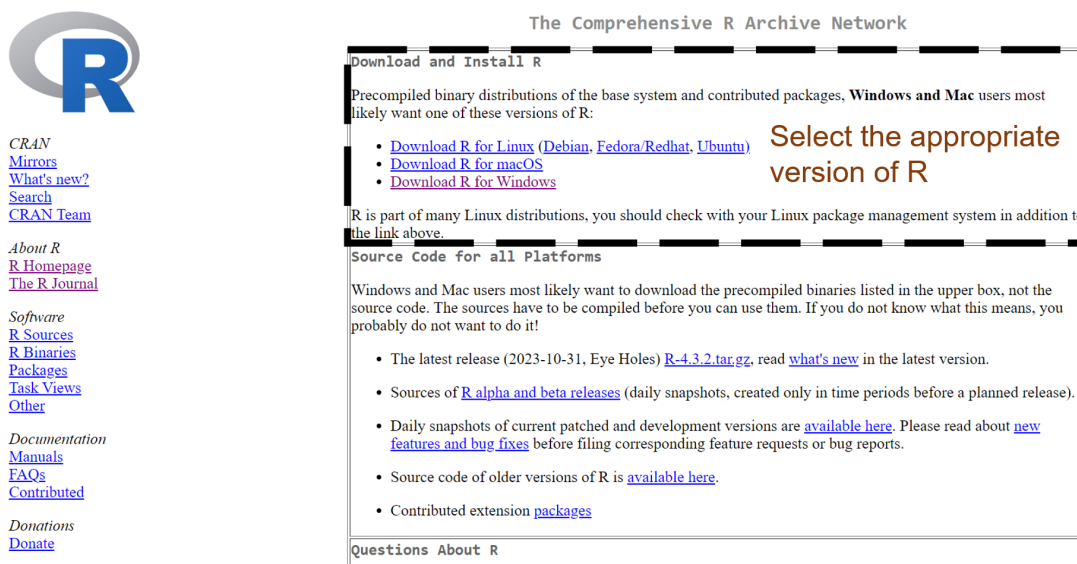 R
CRAN
Mirrors
What's new?
Search
CRAN Team
About R
R Homepage
The R Journal
Software
R Sources
R Binaries
Packages
Task Views
Other
Documentation
Manuals
FAQs
Contributed
Donations
Donate
The Comprehensive R Archive Network
Download and Install R
Precompiled binary distributions of the base system and contributed packages, Windows and Mac users most
likely want one of these versions of R:
• Download R for Linux (Debian, Fedora/Redhat, Ubuntu)
• Download R for macOS
• Download R for Windows
Select the appropriate
version of R
R is part of many Linux distributions, you should check with your Linux package management system in addition
the link above.
Source Code for all Platforms
Windows and Mac users most likely want to download the precompiled binaries listed in the upper box, not the
source code. The sources have to be compiled before you can use them. If you do not know what this means, you
probably do not want to do it!
• The latest release (2023-10-31, Eye Holes) R-4.3.2.tar.gz, read what's new in the latest version.
• Sources of R alpha and beta releases (daily snapshots, created only in time periods before a planned release).
• Daily snapshots of current patched and development versions are available here. Please read about new
features and bug fixes before filing corresponding feature requests or bug reports.
• Source code of older versions of R is available here.
• Contributed extension packages
Questions About R